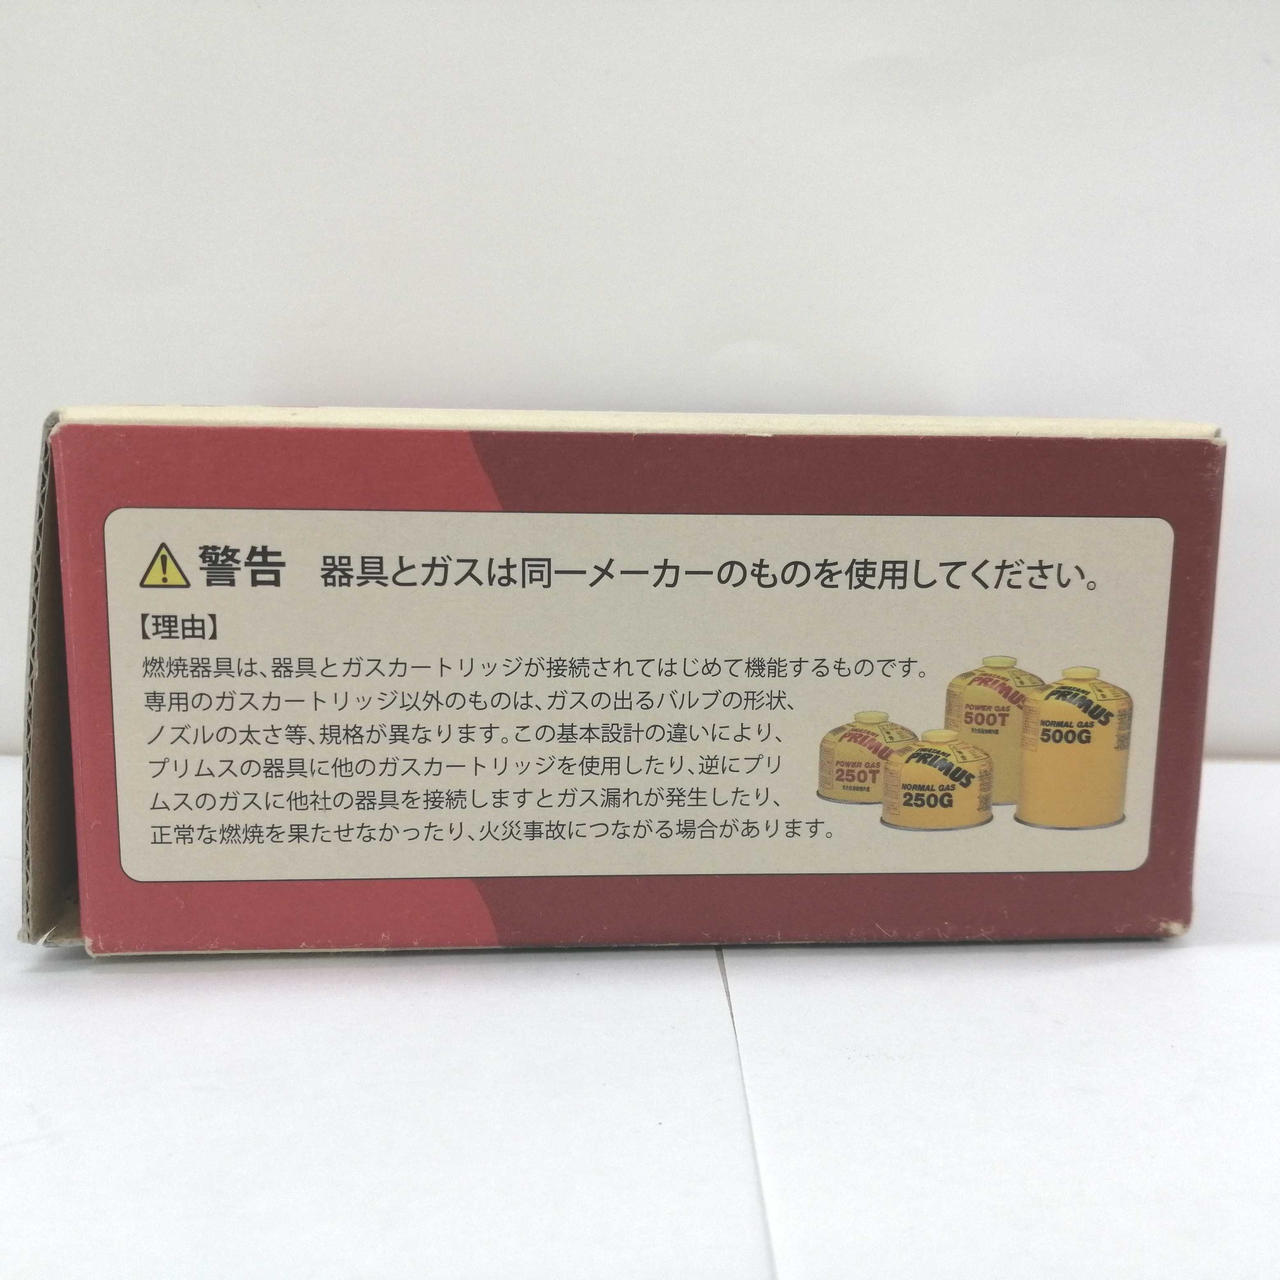 警告 器具とガスは同一メーカーのものを使用してください。
【理由】
燃焼器具は、器具とガスカートリッジが接続されてはじめて機能するものです。
専用のガスカートリッジ以外のものは、ガスの出るバルブの形状、
ノズルの太さ等、規格が異なります。この基本設計の違いにより、
プリムスの器具に他のガスカートリッジを使用したり、逆にプリ
ムスのガスに他社の器具を接続しますとガス漏れが発生したり、
正常な燃焼を果たせなかったり、火災事故につながる場合があります。
PRIMUS
POWER GAS
500T
PRIMUS
NORMAL GAS
500G
PRIMUS
POWER GAS
250T
PRIMUS
NORMAL GAS
250G